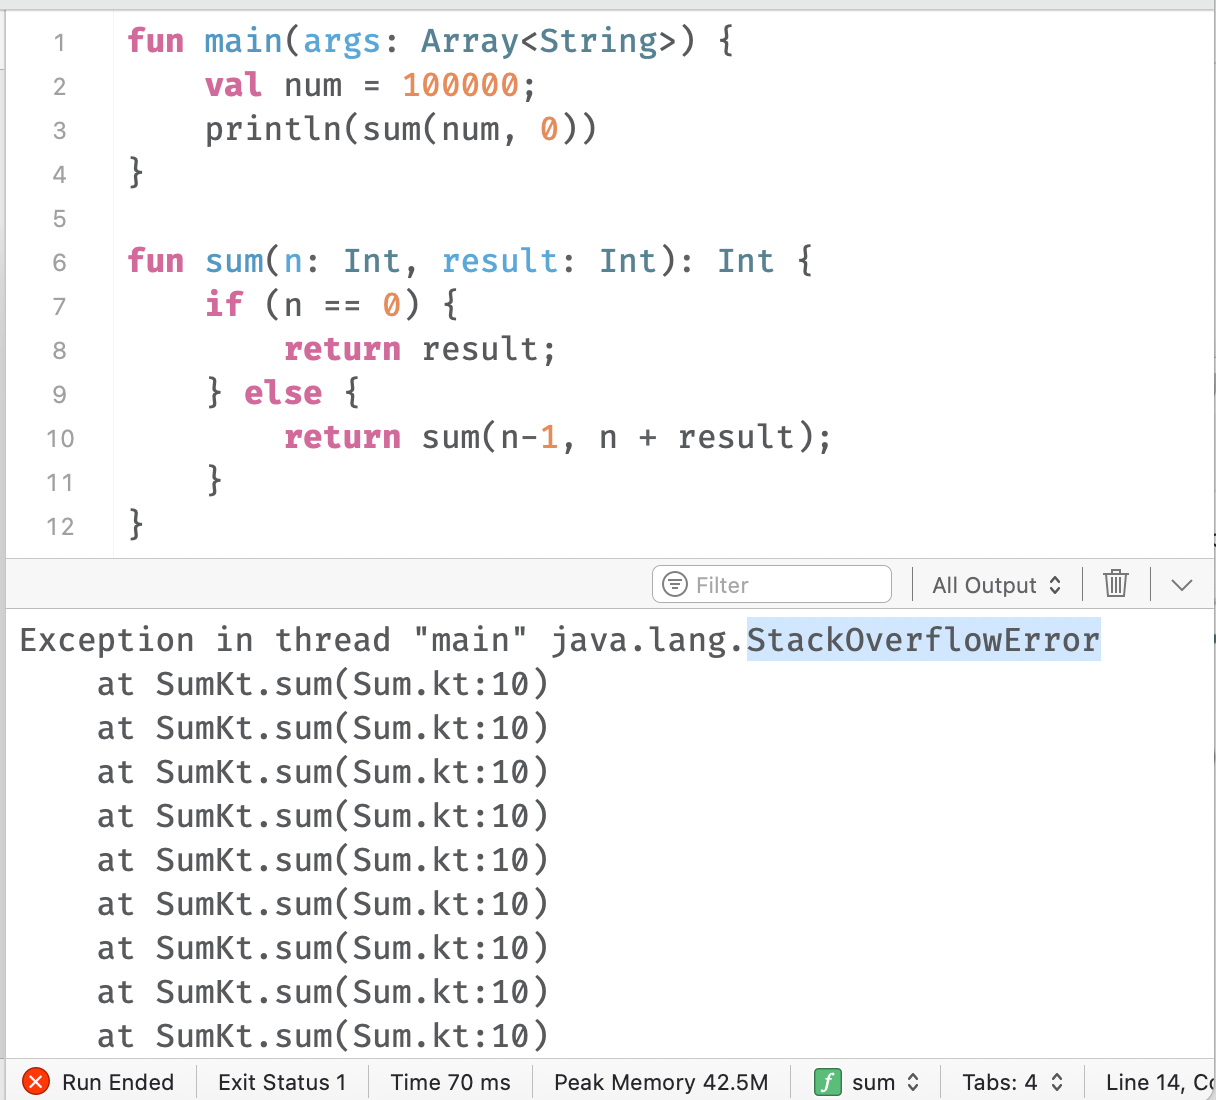 1 fun main(args: Array<String>) {
2 val num = 100000;
3 println(sum(num, 0))
4 }
5
6 fun sum(n: Int, result: Int): Int {
7 if (n == 0) {
8 return result;
9 } else {
10 return sum(n-1, n + result);
11 }
12 }
Filter All Output
Exception in thread "main" java.lang.StackOverflowError
at SumKt.sum(Sum.kt:10)
at SumKt.sum(Sum.kt:10)
at SumKt.sum(Sum.kt:10)
at SumKt.sum(Sum.kt:10)
at SumKt.sum(Sum.kt:10)
at SumKt.sum(Sum.kt:10)
at SumKt.sum(Sum.kt:10)
at SumKt.sum(Sum.kt:10)
at SumKt.sum(Sum.kt:10)
Run Ended Exit Status 1 Time 70 ms Peak Memory 42.5M f sum Tabs: 4 Line 14,